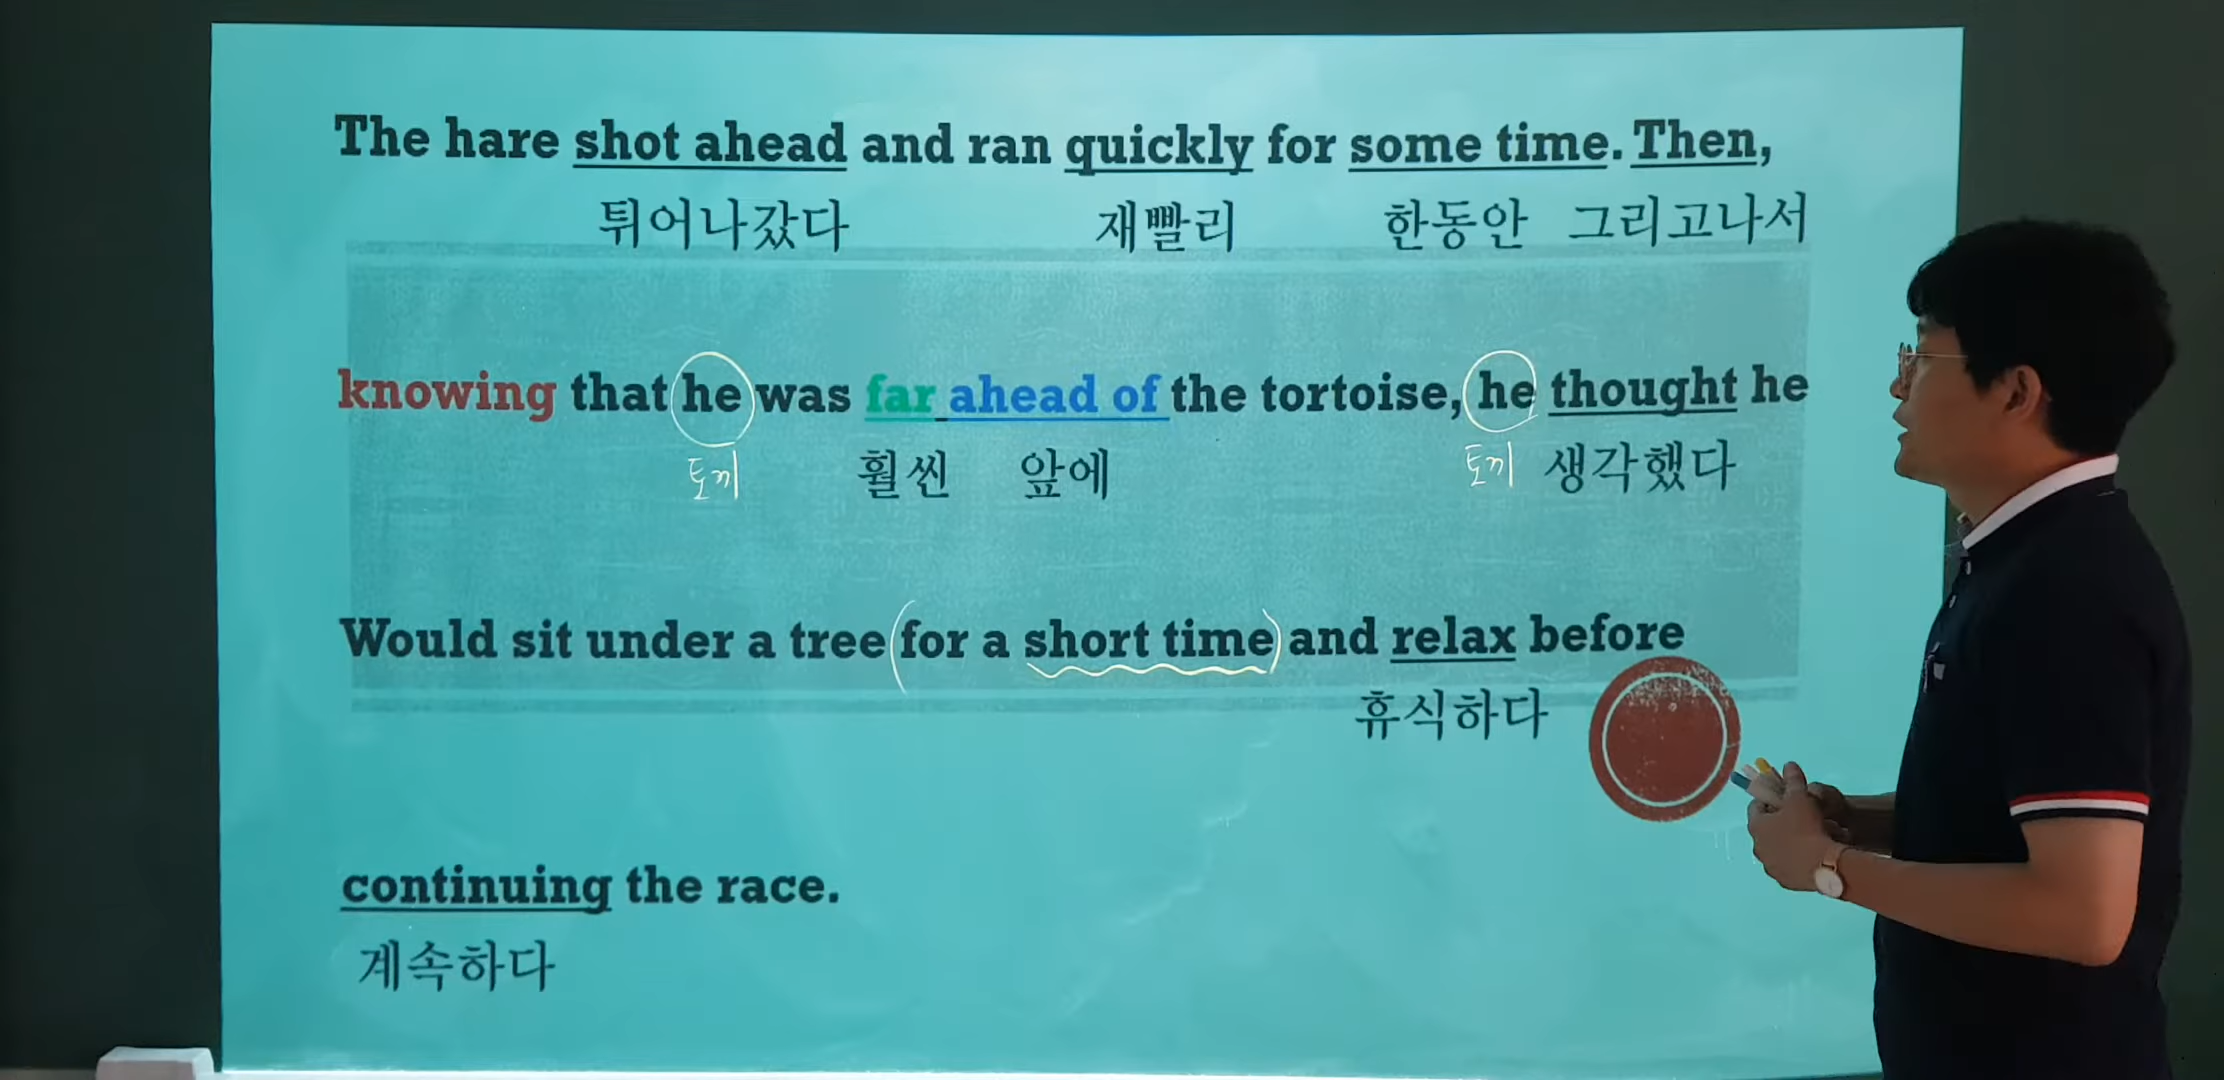 The hare shot ahead and ran quickly for some time. Then,
튀어나갔다 재빨리 한동안 그리고나서
knowing that he was far ahead of the tortoise, he thought he
토끼 훨씬 앞에 토끼 생각했다
Would sit under a tree (for a short time) and relax before
휴식하다
continuing the race.
계속하다